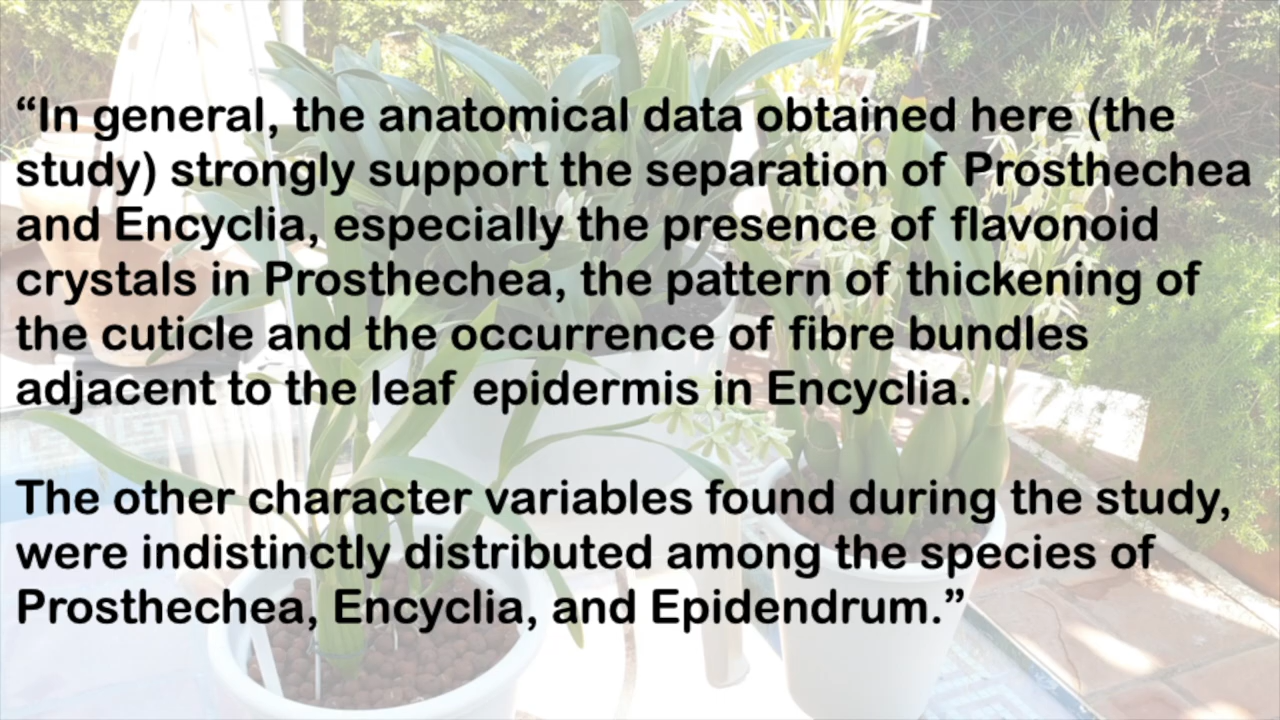 “In general, the anatomical data obtained here (the
study) strongly support the separation of Prosthechea
and Encyclia, especially the presence of flavonoid
crystals in Prosthechea, the pattern of thickening of
the cuticle and the occurrence of fibre bundles
adjacent to the leaf epidermis in Encyclia.
The other character variables found during the study,
were indistinctly distributed among the species of
Prosthechea, Encyclia, and Epidendrum.”